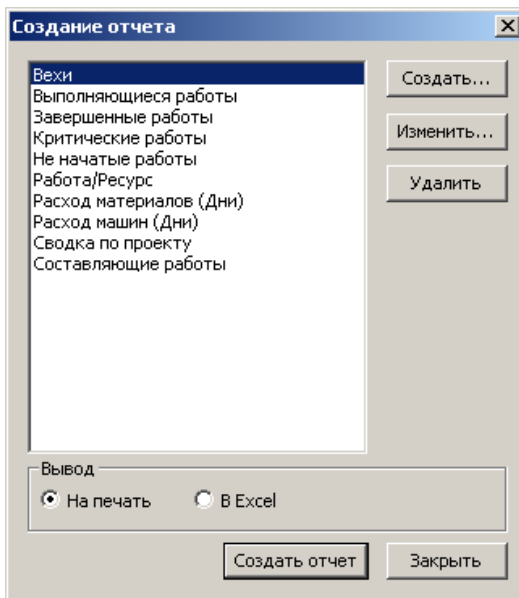 Создание отчета
Вехи
Выполняющиеся работы
Завершенные работы
Критические работы
Не начатые работы
Работа/Ресурс
Расход материалов (Дни)
Расход машин (Дни)
Сводка по проекту
Составляющие работы
Создать...
Изменить...
Удалить
Вывод
На печать
В Excel
Создать отчет
Закрыть